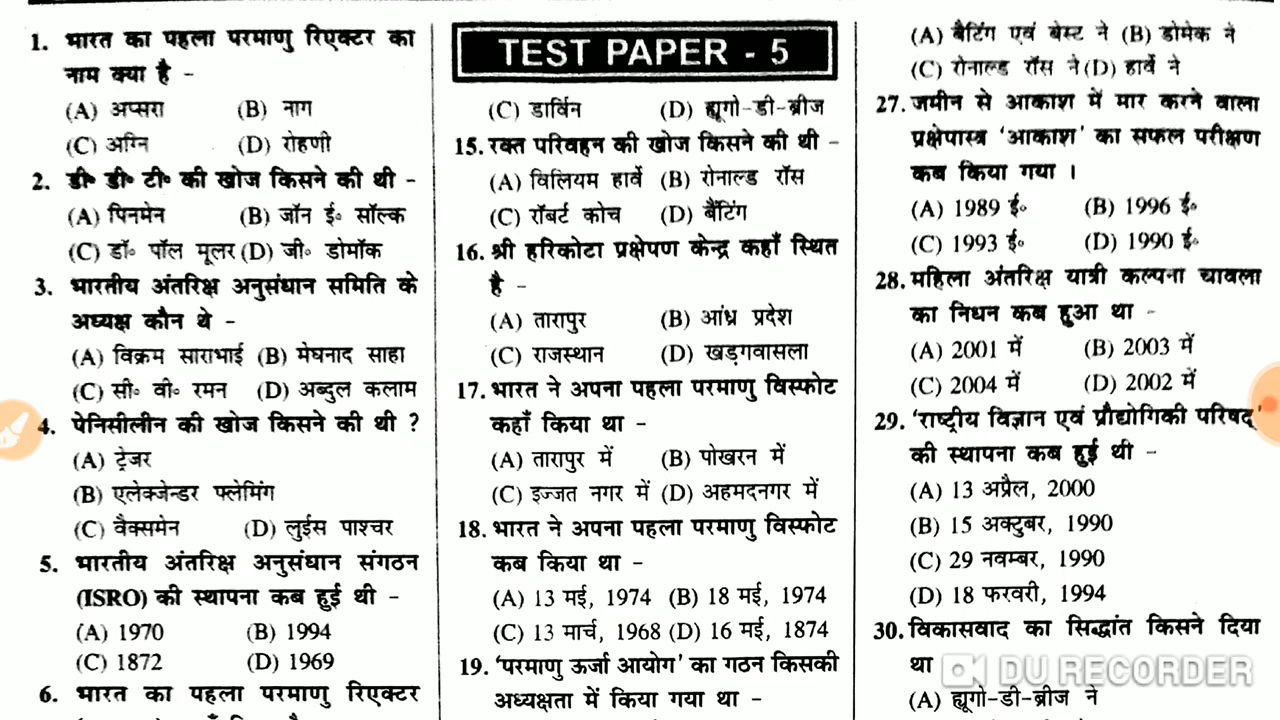 1. भारत का पहला परमाणु रिएक्टर का
नाम क्या है -
(A) अप्सरा (B) नाग
(C) अग्नि (D) रोहणी
2. डी॰ डी॰ टी॰ की खोज किसने की थी -
(A) पिनमेन (B) जॉन ई॰ सॉल्क
(C) डॉ॰ पॉल मूलर (D) जी॰ डोमॉक
3. भारतीय अंतरिक्ष अनुसंधान समिति के
अध्यक्ष कौन थे -
(A) विक्रम साराभाई (B) मेघनाद साहा
(C) सी॰ वी॰ रमन (D) अब्दुल कलाम
4. पेनिसीलीन की खोज किसने की थी ?
(A) ट्रेजर
(B) एलेक्जेन्डर फ्लेमिंग
(C) वैक्समेन (D) लुईस पाश्चर
5. भारतीय अंतरिक्ष अनुसंधान संगठन
(ISRO) की स्थापना कब हुई थी -
(A) 1970 (B) 1994
(C) 1872 (D) 1969
6. भारत का पहला परमाणु रिएक्टर
TEST PAPER - 5
(C) डार्विन (D) ह्यूगो-डी-ब्रीज
15. रक्त परिवहन की खोज किसने की थी -
(A) विलियम हार्वे (B) रोनाल्ड रॉस
(C) रॉबर्ट कोच (D) बैंटिंग
16. श्री हरिकोटा प्रक्षेपण केन्द्र कहाँ स्थित
है -
(A) तारापुर (B) आंध्र प्रदेश
(C) राजस्थान (D) खड़गवासला
17. भारत ने अपना पहला परमाणु विस्फोट
कहाँ किया था -
(A) तारापुर में (B) पोखरन में
(C) इज्जत नगर में (D) अहमदनगर में
18. भारत ने अपना पहला परमाणु विस्फोट
कब किया था -
(A) 13 मई, 1974 (B) 18 मई, 1974
(C) 13 मार्च, 1968 (D) 16 मई, 1874
19. ‘परमाणु ऊर्जा आयोग’ का गठन किसकी
अध्यक्षता में किया गया था -
(A) बैटिंग एवं बेस्ट ने (B) डोमेक ने
(C) रोनाल्ड रॉस ने (D) हार्वे ने
27. जमीन से आकाश में मार करने वाला
प्रक्षेपास्त्र ‘आकाश’ का सफल परीक्षण
कब किया गया ।
(A) 1989 ई॰ (B) 1996 ई॰
(C) 1993 ई॰ (D) 1990 ई॰
28. महिला अंतरिक्ष यात्री कल्पना चावला
का निधन कब हुआ था -
(A) 2001 में (B) 2003 में
(C) 2004 में (D) 2002 में
29. ‘राष्ट्रीय विज्ञान एवं प्रौद्योगिकी परिषद्’
की स्थापना कब हुई थी -
(A) 13 अप्रैल, 2000
(B) 15 अक्टुबर, 1990
(C) 29 नवम्बर, 1990
(D) 18 फरवरी, 1994
30. विकासवाद का सिद्धांत किसने दिया
था
DU RECORDER
(A) ह्यूगो-डी-ब्रीज ने